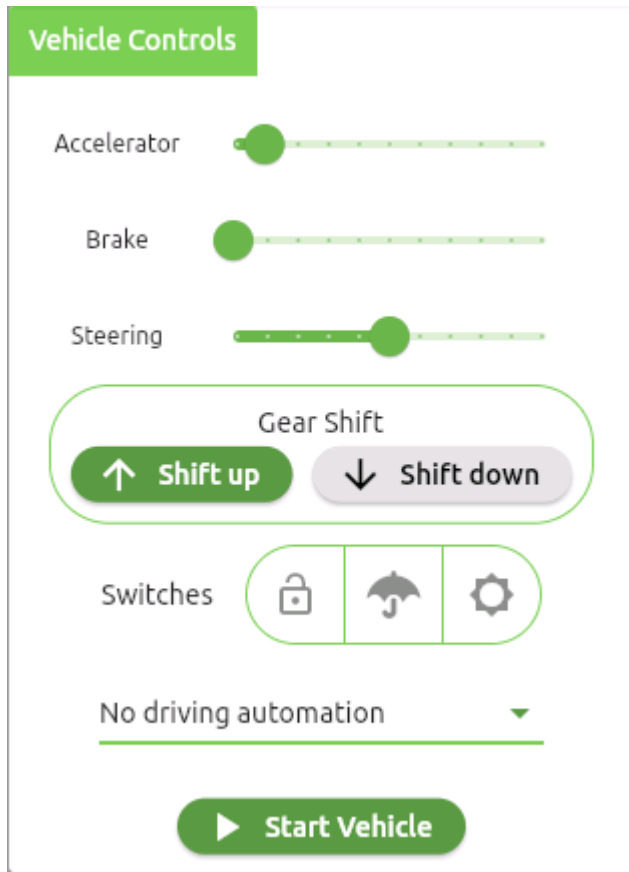 Vehicle Controls
Accelerator
Brake
Steering
Gear Shift
Shift up
Shift down
Switches
No driving automation
Start Vehicle